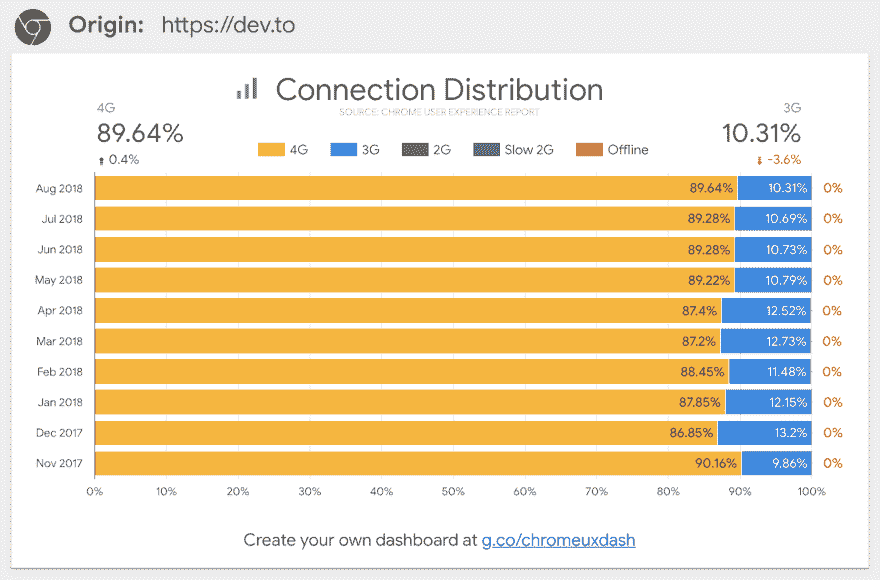 Origin: https://dev.to
Connection Distribution
SOURCE: CHROME USER EXPERIENCE REPORT
4G
89.64%
0.4%
3G
10.31%
-3.6%
4G 3G 2G Slow 2G Offline
Aug 2018 89.64% 10.31% 0%
Jul 2018 89.28% 10.69% 0%
Jun 2018 89.28% 10.73% 0%
May 2018 89.22% 10.79% 0%
Apr 2018 87.4% 12.52% 0%
Mar 2018 87.2% 12.73% 0%
Feb 2018 88.45% 11.48% 0%
Jan 2018 87.85% 12.15% 0%
Dec 2017 86.85% 13.2% 0%
Nov 2017 90.16% 9.86% 0%
0% 10% 20% 30% 40% 50% 60% 70% 80% 90% 100%
Create your own dashboard at g.co/chromeuxdash